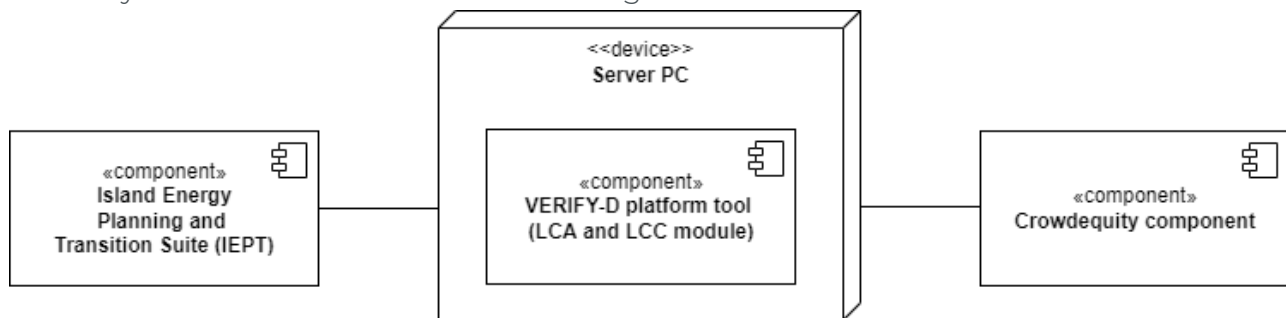 <<device>>
Server PC
«component»
Island Energy
Planning and
Transition Suite (IEPT)
«component»
VERIFY-D platform tool
(LCA and LCC module)
«component»
Crowdequity component